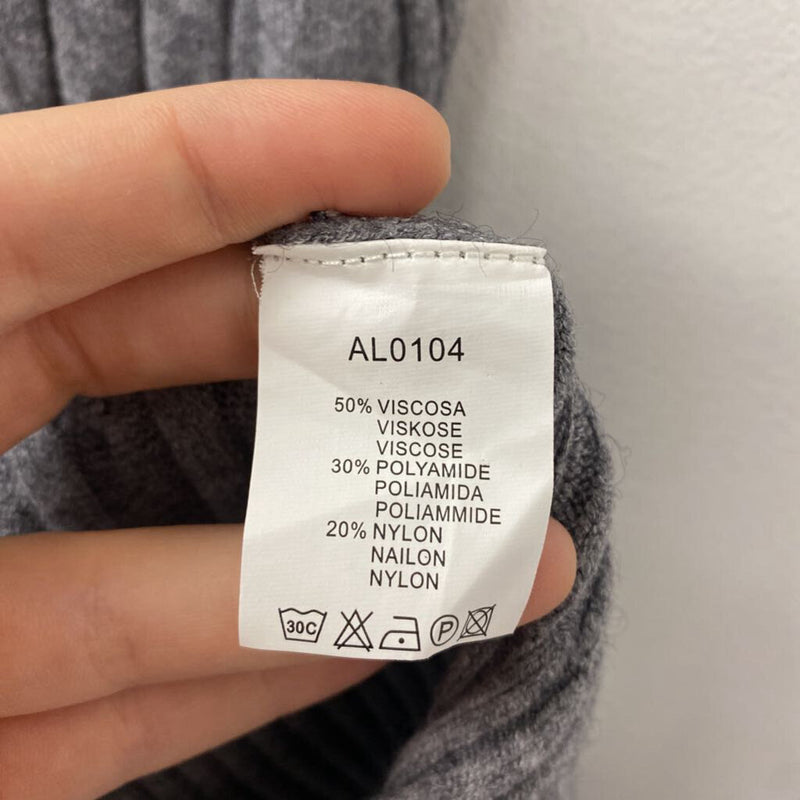 AL0104
50% VISCOSA
VISKOSE
VISCOSE
30% POLYAMIDE
POLIAMIDA
POLIAMMIDE
20% NYLON
NAILON
NYLON
30C P